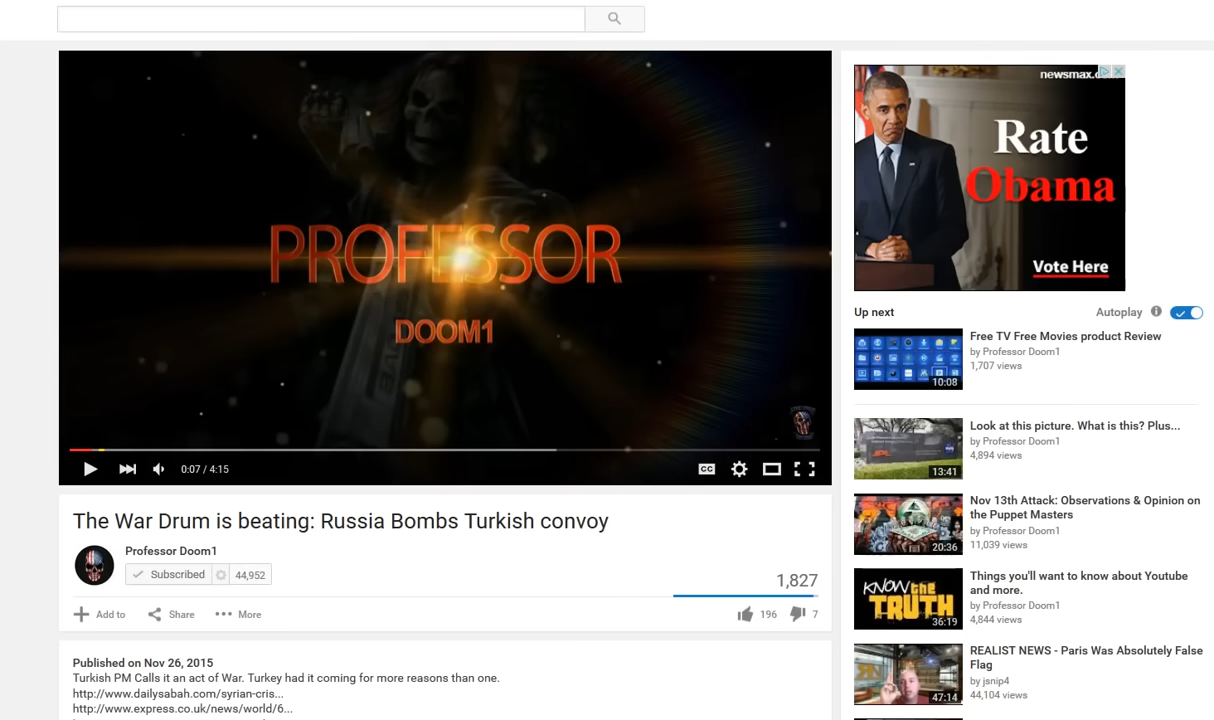 PROFESSOR
DOOM1
0:07 / 4:15
CC
The War Drum is beating: Russia Bombs Turkish convoy
Professor Doom1
Subscribed 44,952
1,827
Add to Share More
196 7
Published on Nov 26, 2015
Turkish PM Calls it an act of War. Turkey had it coming for more reasons than one.
http://www.dailysabah.com/syrian-cris...
http://www.express.co.uk/news/world/6...
newsmax.c
Rate
Obama
Vote Here
Up next Autoplay
Free TV Free Movies product Review
by Professor Doom1
1,707 views
10:08
Look at this picture. What is this? Plus...
by Professor Doom1
4,894 views
JPL
13:41
Nov 13th Attack: Observations & Opinion on
the Puppet Masters
by Professor Doom1
11,039 views
20:36
Things you'll want to know about Youtube
and more.
by Professor Doom1
4,844 views
KNOW the
TRUTH
36:19
REALIST NEWS - Paris Was Absolutely False
Flag
by jsnip4
44,104 views
47:14